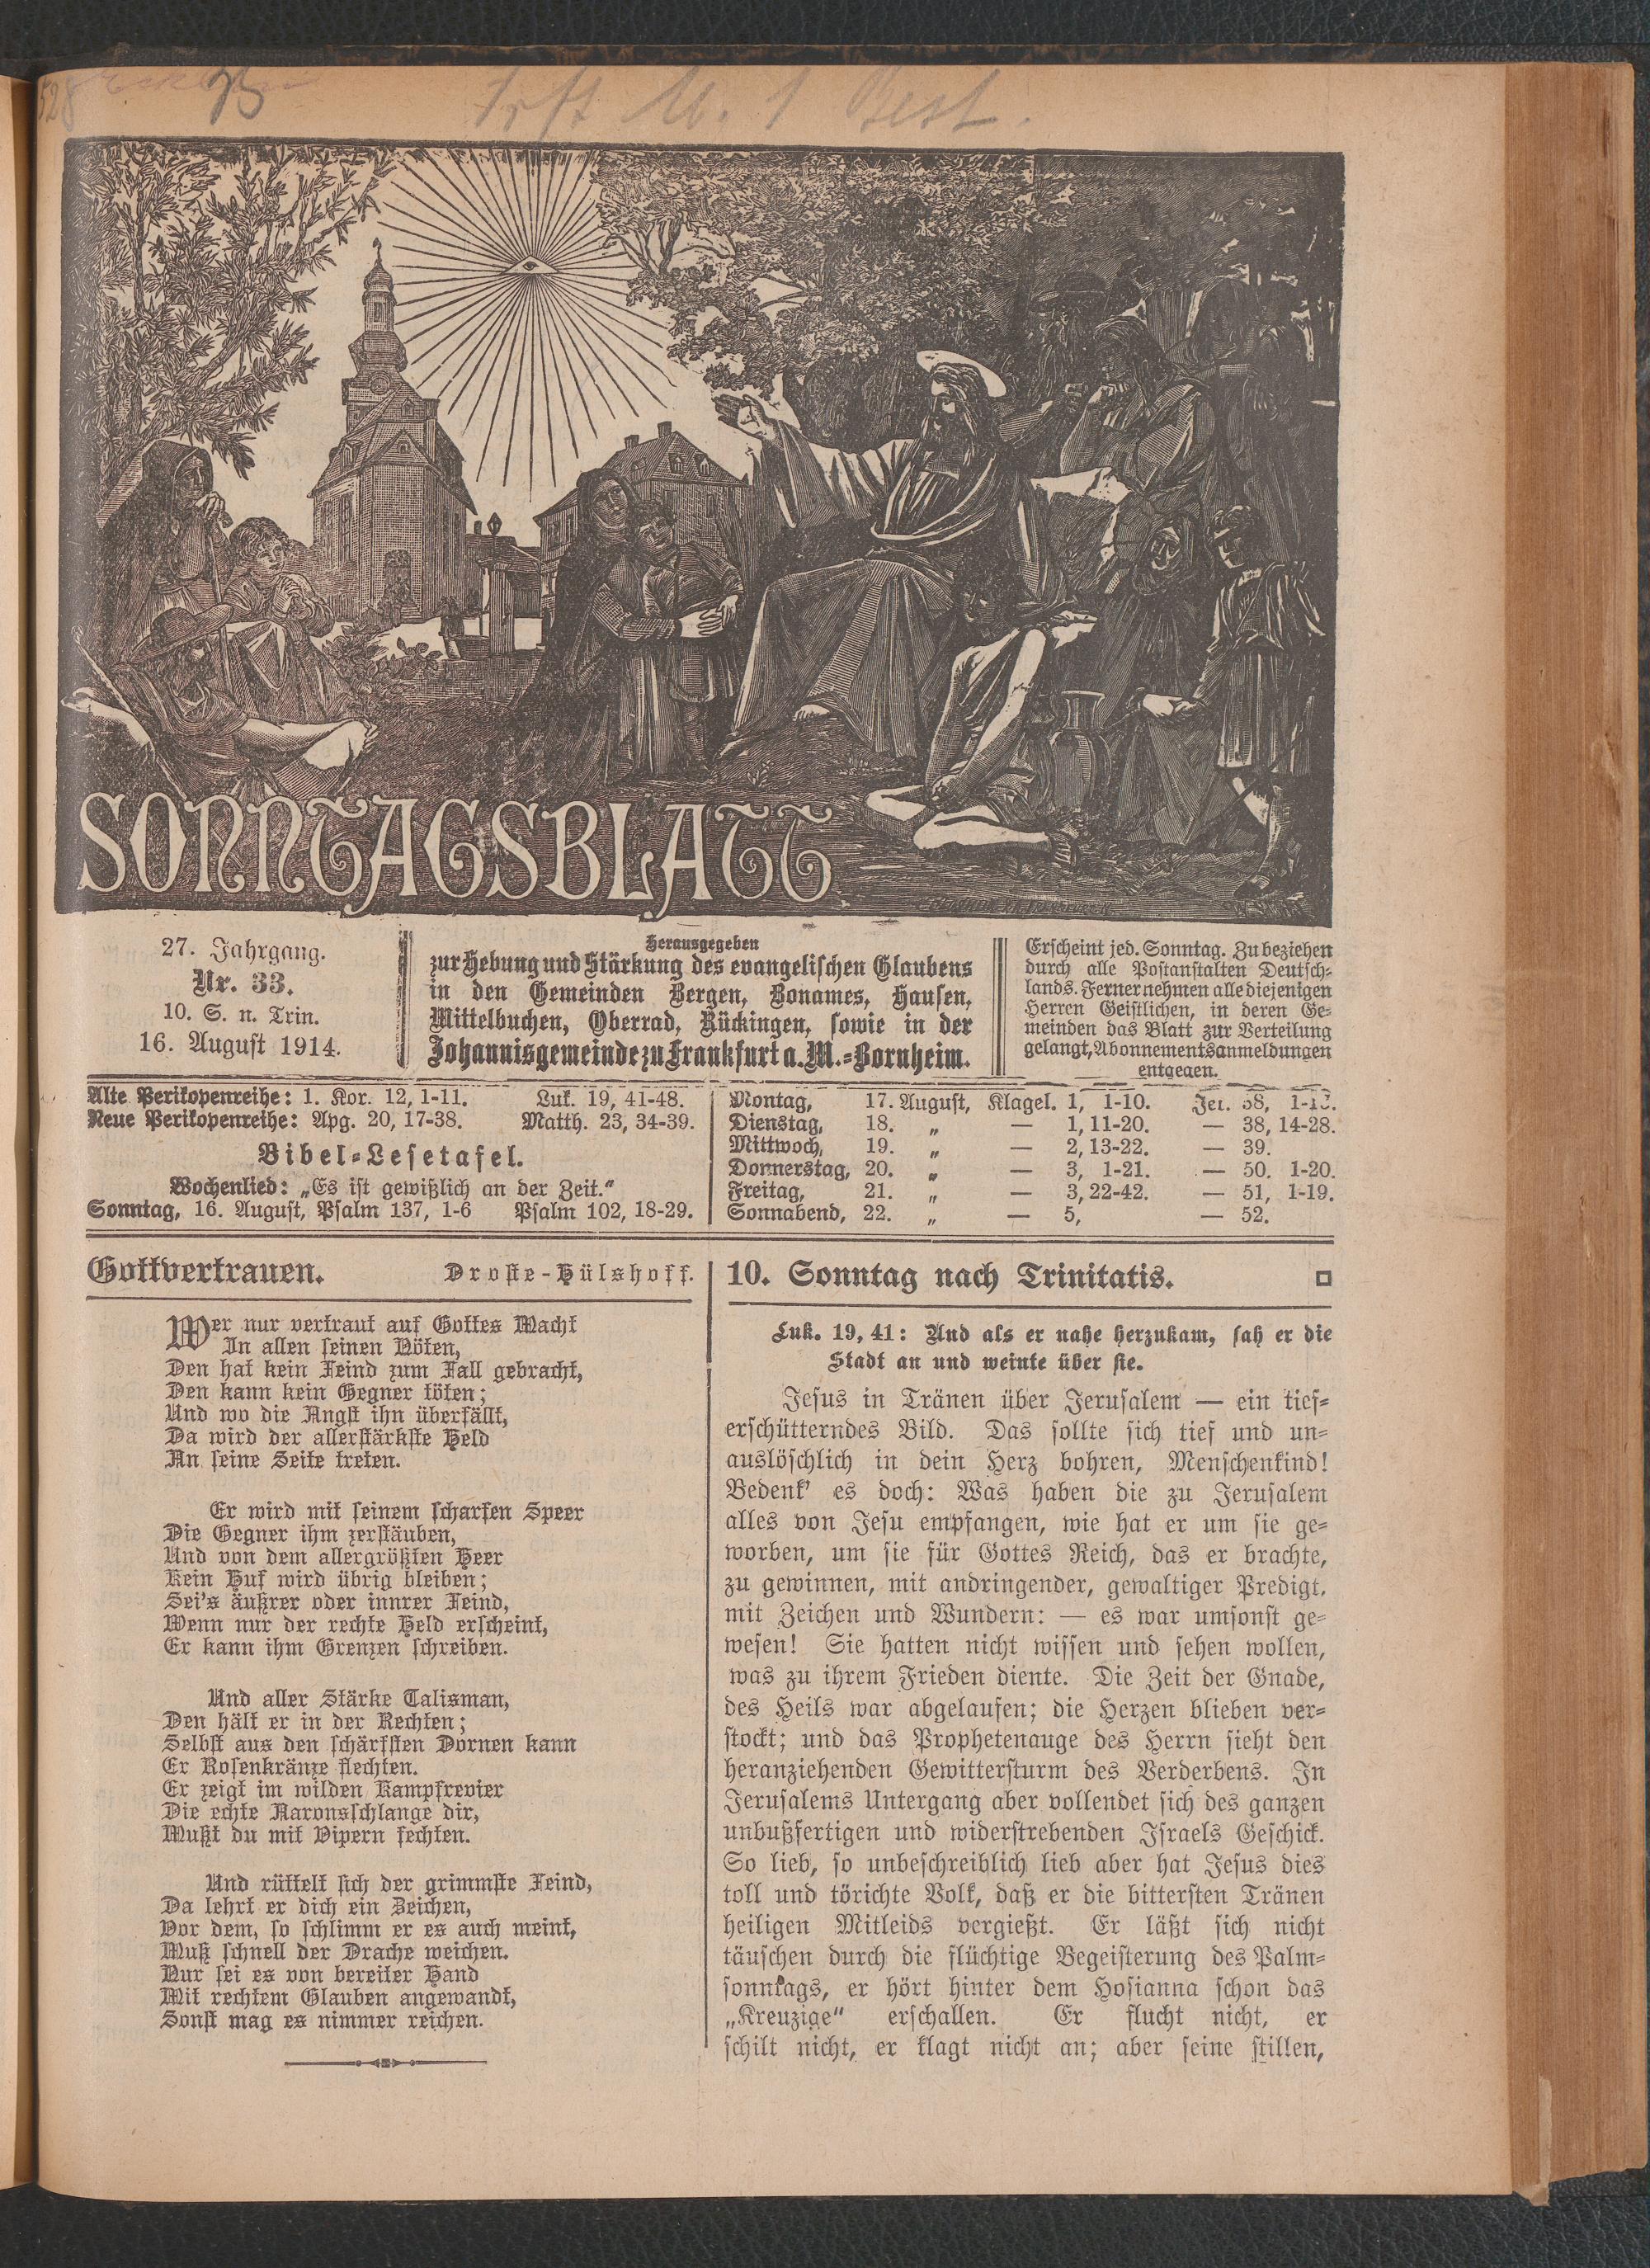 1 Best.
SONNTAGSBLATT
27. Jahrgang.
Nr. 33.
10. S. n. Trin.
16. August 1914.
Herausgegeben
zur Hebung und Stärkung des evangelischen Glaubens
in den Gemeinden Bergen, Bonames, Hausen,
Mittelbuchen, Oberrad, Rückingen, sowie in der
Johannisgemeinde zu Frankfurt a. M.-Bornheim.
Erscheint jed. Sonntag. Zu beziehen
durch alle Postanstalten Deutsch-
lands. Ferner nehmen alle diejenigen
Herren Geistlichen, in deren Ge-
meinden das Blatt zur Verteilung
gelangt, Abonnementsanmeldungen
entgegen.
Alte Perikopenreihe: 1. Kor. 12, 1-11. Luk. 19, 41-48.
Neue Perikopenreihe: Apg. 20, 17-38. Matth. 23, 34-39.
Bibel-Lesetafel.
Wochenlied: „Es ist gewißlich an der Zeit.“
Sonntag, 16. August, Psalm 137, 1-6 Psalm 102, 18-29.
Montag, 17. August, Klagel. 1, 1-10. Jer. 38,
Dienstag, 18. „ — 1, 11-20. — 38, 14-28.
Mittwoch, 19. „ — 2, 13-22. — 39.
Donnerstag, 20. „ — 3, 1-21. — 50. 1-20.
Freitag, 21. „ — 3, 22-42. — 51, 1-19.
Sonnabend, 22. „ — 5, — 52.
Gottvertrauen. Droste-Hülshoff.
Wer nur vertraut auf Gottes Macht
In allen seinen Nöten,
Den hat kein Feind zum Fall gebracht,
Den kann kein Gegner töten;
Und wo die Angst ihn überfällt,
Da wird der allerstärkste Held
An seine Seite treten.
Er wird mit seinem scharfen Speer
Die Gegner ihm zerstäuben,
Und von dem allergrößten Heer
Kein Huf wird übrig bleiben;
Sei's äußrer oder innrer Feind,
Wenn nur der rechte Held erscheint,
Er kann ihm Grenzen schreiben.
Und aller Stärke Talisman,
Den hält er in der Rechten;
Selbst aus den schärfsten Dornen kann
Er Rosenkränze flechten.
Er zeigt im wilden Kampfrevier
Die echte Aaronsschlange dir,
Mußt du mit Vipern fechten.
Und rüttelt sich der grimmste Feind,
Da lehrt er dich ein Zeichen,
Vor dem, so schlimm er es auch meint,
Muß schnell der Drache weichen.
Nur sei es von bereiter Hand
Mit rechtem Glauben angewandt,
Sonst mag es nimmer reichen.
10. Sonntag nach Trinitatis.
Luk. 19, 41: Und als er nahe herzukam, sah er die
Stadt an und weinte über sie.
Jesus in Tränen über Jerusalem — ein tief-
erschütterndes Bild. Das sollte sich tief und un-
auslöschlich in dein Herz bohren, Menschenkind!
Bedenk' es doch: Was haben die zu Jerusalem
alles von Jesu empfangen, wie hat er um sie ge-
worben, um sie für Gottes Reich, das er brachte,
zu gewinnen, mit andringender, gewaltiger Predigt,
mit Zeichen und Wundern: — es war umsonst ge-
wesen! Sie hatten nicht wissen und sehen wollen,
was zu ihrem Frieden diente. Die Zeit der Gnade,
des Heils war abgelaufen; die Herzen blieben ver-
stockt; und das Prophetenauge des Herrn sieht den
heranziehenden Gewittersturm des Verderbens. In
Jerusalems Untergang aber vollendet sich des ganzen
unbußfertigen und widerstrebenden Israels Geschick.
So lieb, so unbeschreiblich lieb aber hat Jesus dies
toll und törichte Volk, daß er die bittersten Tränen
heiligen Mitleids vergießt. Er läßt sich nicht
täuschen durch die flüchtige Begeisterung des Palm-
sonntags, er hört hinter dem Hosianna schon das
„Kreuzige“ erschallen. Er flucht nicht, er
schilt nicht, er klagt nicht an; aber seine stillen,